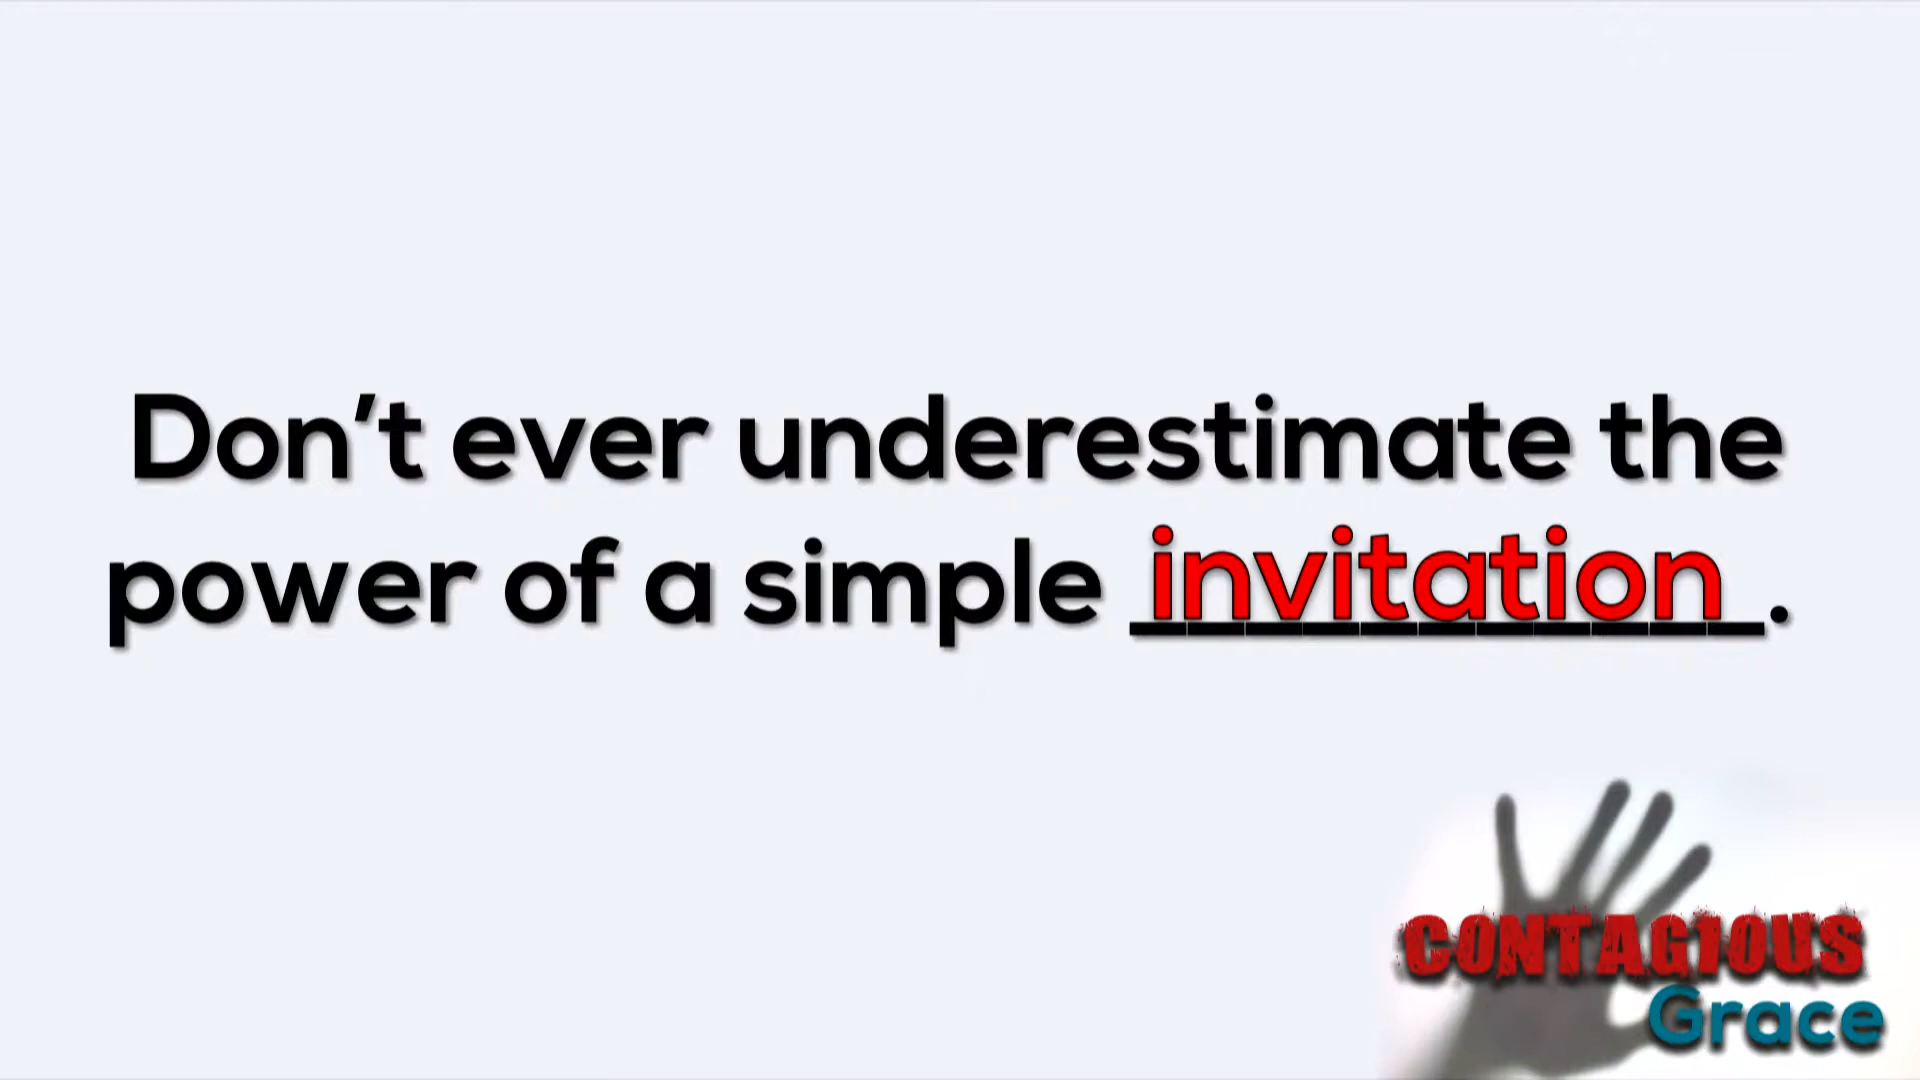 Don’t ever underestimate the
power of a simple invitation.
CONTAGIOUS
Grace